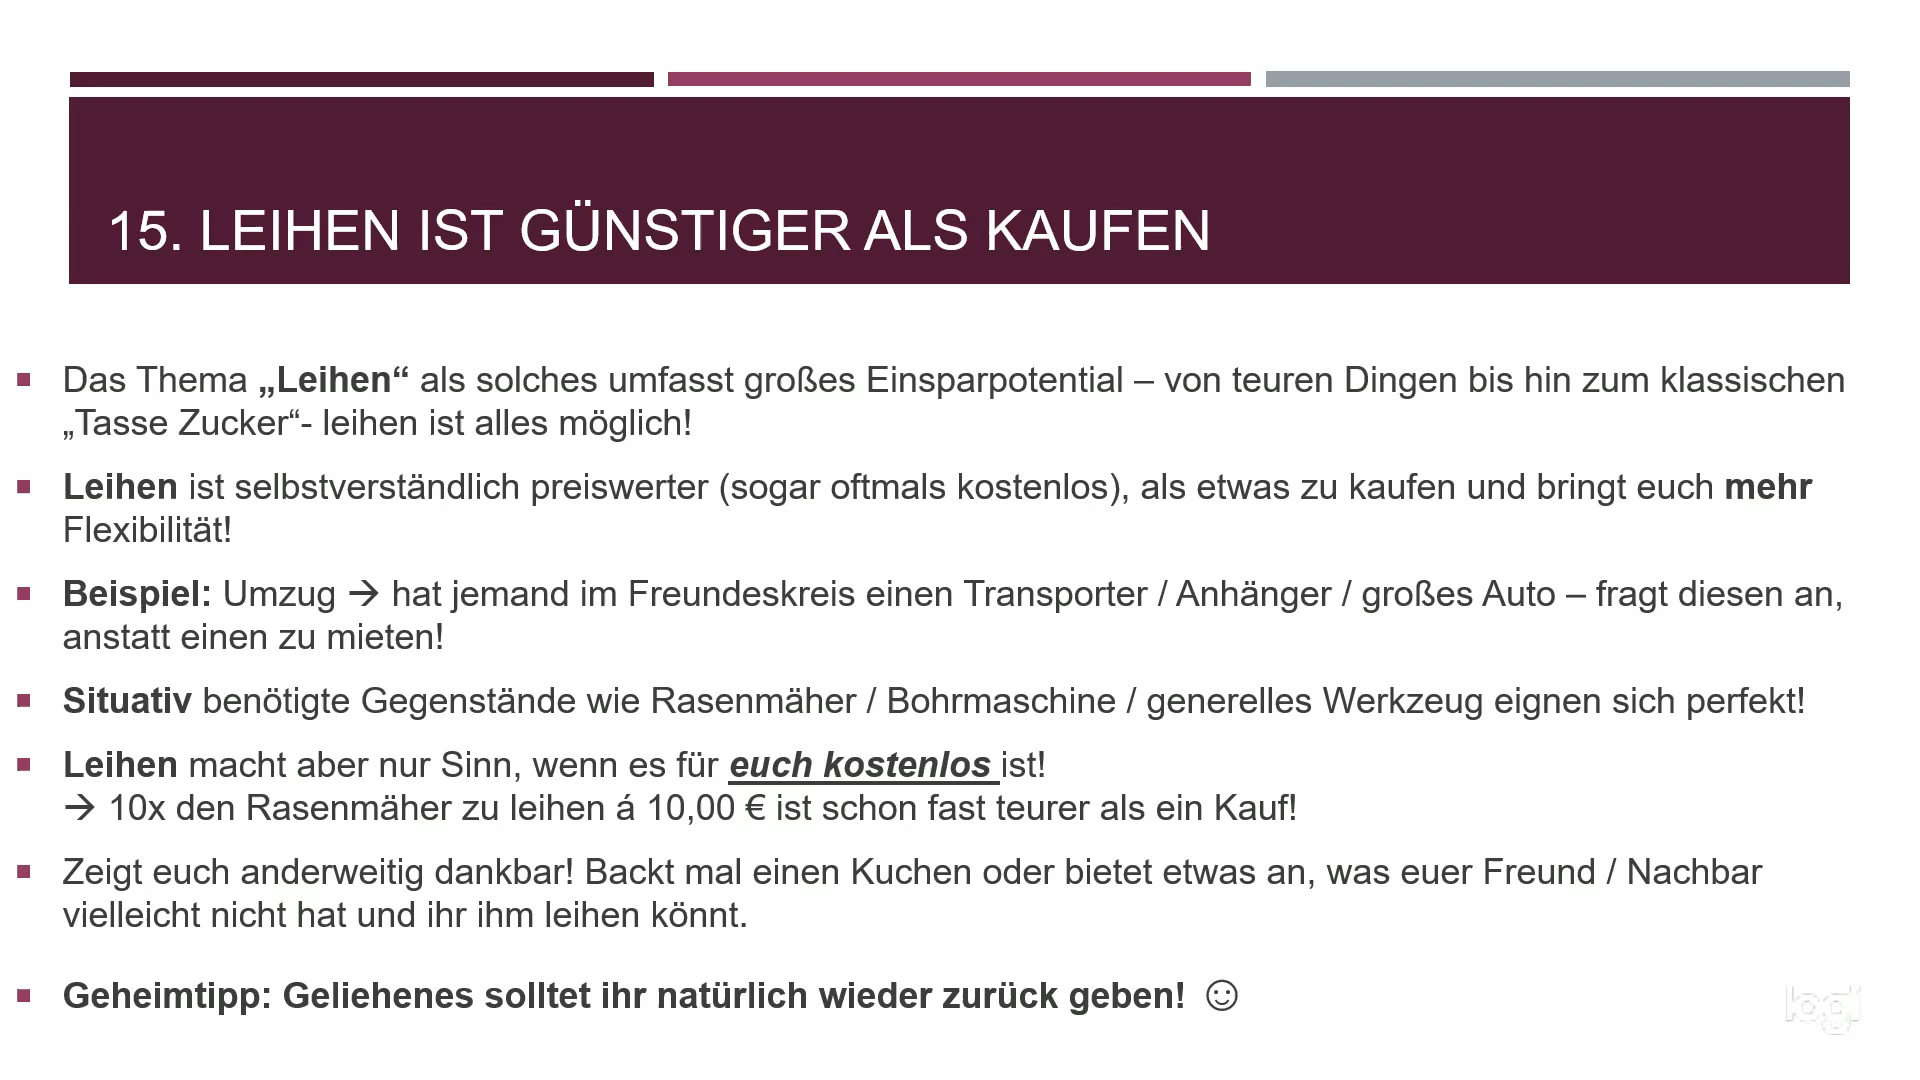 15. LEIHEN IST GÜNSTIGER ALS KAUFEN
▪ Das Thema „Leihen“ als solches umfasst großes Einsparpotential – von teuren Dingen bis hin zum klassischen
„Tasse Zucker“- leihen ist alles möglich!
▪ Leihen ist selbstverständlich preiswerter (sogar oftmals kostenlos), als etwas zu kaufen und bringt euch mehr
Flexibilität!
▪ Beispiel: Umzug → hat jemand im Freundeskreis einen Transporter / Anhänger / großes Auto – fragt diesen an,
anstatt einen zu mieten!
▪ Situativ benötigte Gegenstände wie Rasenmäher / Bohrmaschine / generelles Werkzeug eignen sich perfekt!
▪ Leihen macht aber nur Sinn, wenn es für euch kostenlos ist!
→ 10x den Rasenmäher zu leihen á 10,00 € ist schon fast teurer als ein Kauf!
▪ Zeigt euch anderweitig dankbar! Backt mal einen Kuchen oder bietet etwas an, was euer Freund / Nachbar
vielleicht nicht hat und ihr ihm leihen könnt.
▪ Geheimtipp: Geliehenes solltet ihr natürlich wieder zurück geben! ☺
logi